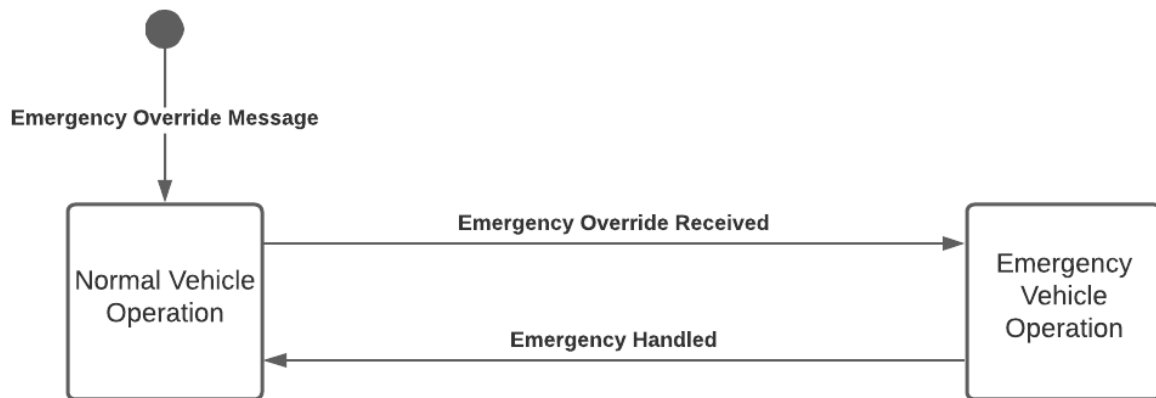 Emergency Override Message
Emergency Override Received
Normal Vehicle
Operation
Emergency
Vehicle
Operation
Emergency Handled